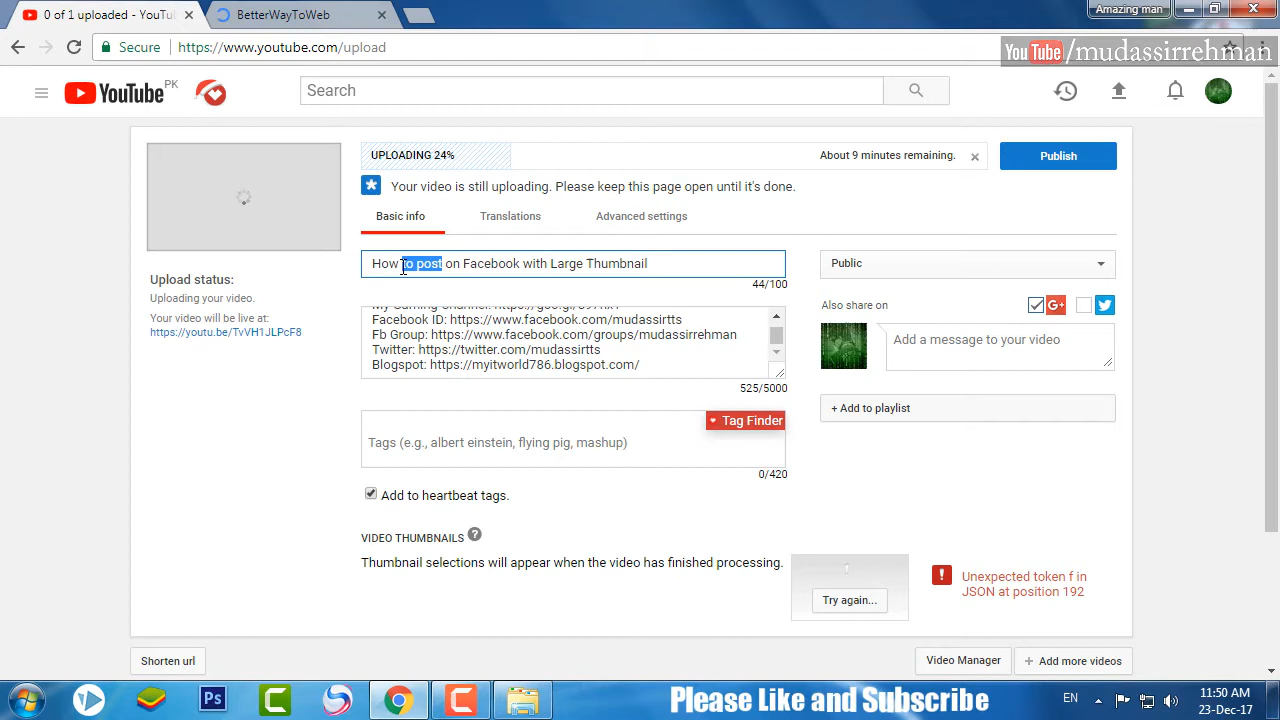 0 of 1 uploaded - YouTu
BetterWayToWeb
Amazing man
Secure
https://www.youtube.com/upload
YouTube/mudassirrehman
YouTube PK
Search
UPLOADING 24%
About 9 minutes remaining.
Publish
Your video is still uploading. Please keep this page open until it's done.
Basic info
Translations
Advanced settings
How to post on Facebook with Large Thumbnail
44/100
Public
Upload status:
Uploading your video.
Your video will be live at:
https://youtu.be/TvVH1JLPcF8
Facebook ID: https://www.facebook.com/mudassirtts
Fb Group: https://www.facebook.com/groups/mudassirrehman
Twitter: https://twitter.com/mudassirtts
Blogspot: https://myitworld786.blogspot.com/
525/5000
Also share on
Add a message to your video
+ Add to playlist
Tag Finder
Tags (e.g., albert einstein, flying pig, mashup)
0/420
Add to heartbeat tags.
VIDEO THUMBNAILS ?
Thumbnail selections will appear when the video has finished processing.
Try again...
Unexpected token f in
JSON at position 192
Shorten url
Video Manager
+ Add more videos
Ps
Please Like and Subscribe
EN
11:50 AM
23-Dec-17